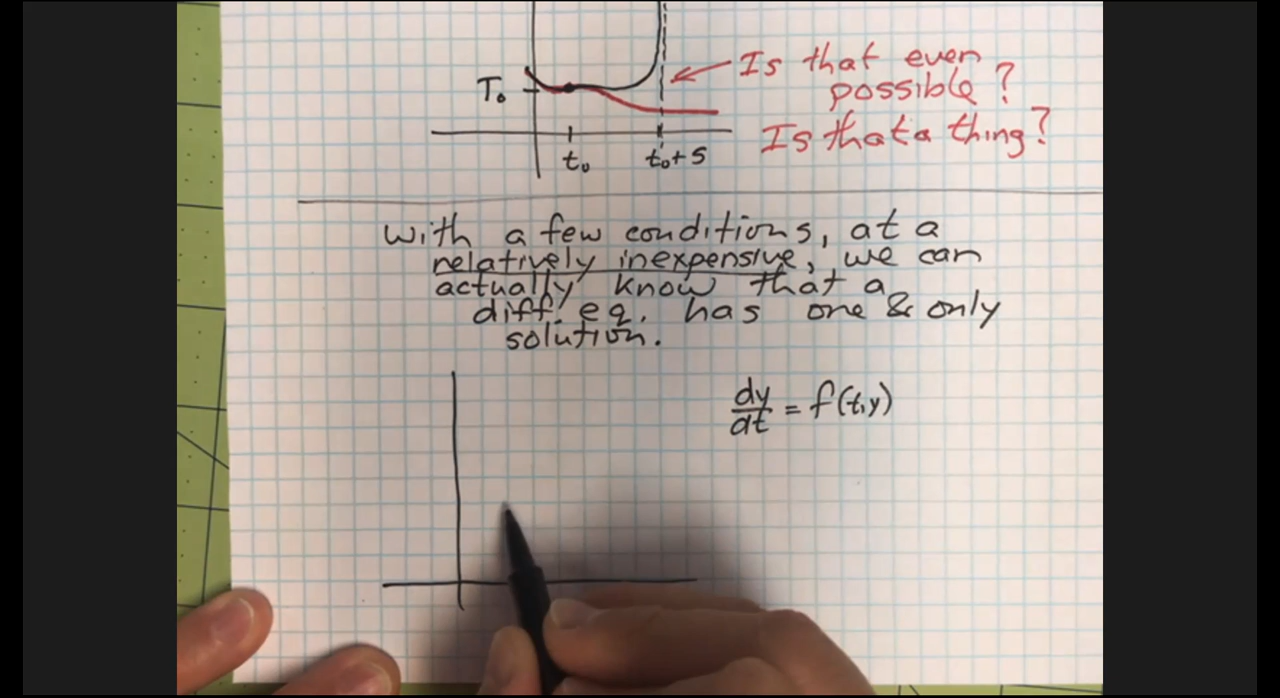 Is that even
possible?
T₀
Is that a thing?
t₀
t₀+5
with a few conditions, at a
relatively inexpensive, we can
actually know that a
diff. eq. has one & only
solution.
dy/dt = f(t,y)